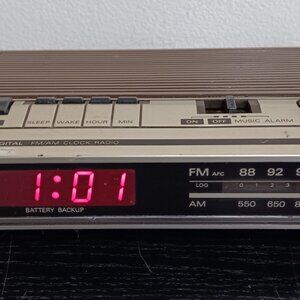 SLEEP WAKE HOUR MIN
ON OFF MUSIC ALARM
DIGITAL FM/AM CLOCK RADIO
1:01
BATTERY BACKUP
FM AFC 88 92
LOG 0 1 2 3
AM 550 650